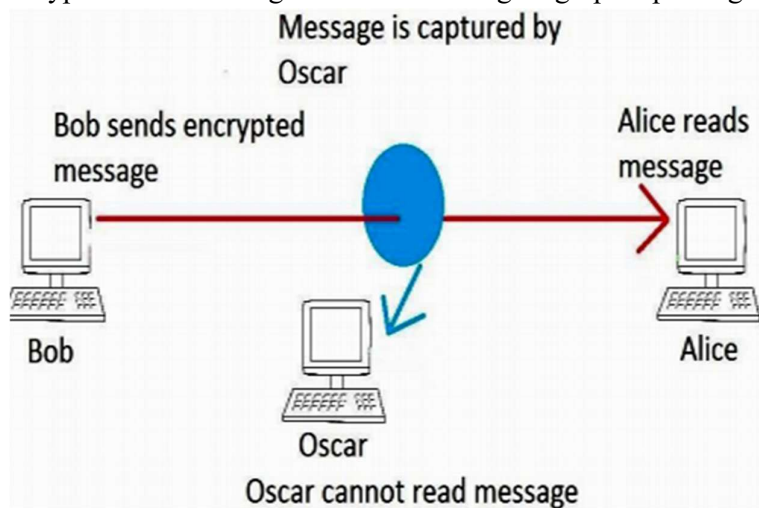 Message is captured by
Oscar
Bob sends encrypted
message
Alice reads
message
Bob
Alice
Oscar
Oscar cannot read message